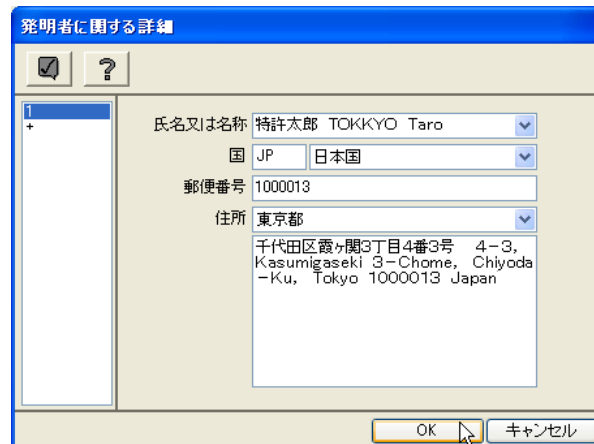 発明者に関する詳細
?
1
+
氏名又は名称 特許太郎 TOKKYO Taro
国 JP 日本国
郵便番号 1000013
住所 東京都
千代田区霞ヶ関3丁目4番3号 4-3,
Kasumigaseki 3-Chome, Chiyoda
-Ku, Tokyo 1000013 Japan
OK キャンセル